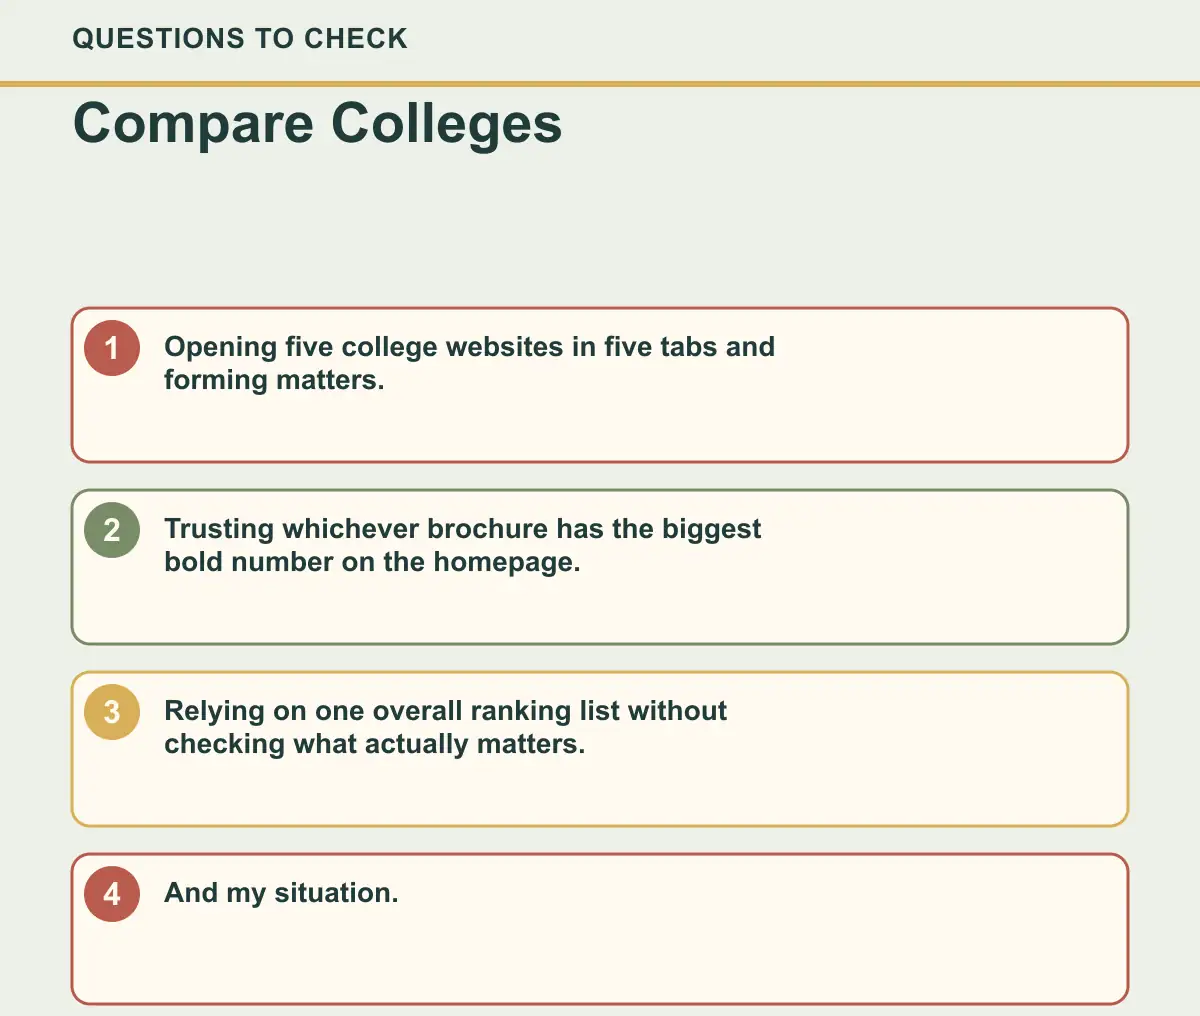 QUESTIONS TO CHECK
Compare Colleges
1
Opening five college websites in five tabs and
forming matters.
2
Trusting whichever brochure has the biggest
bold number on the homepage.
3
Relying on one overall ranking list without
checking what actually matters.
4
And my situation.